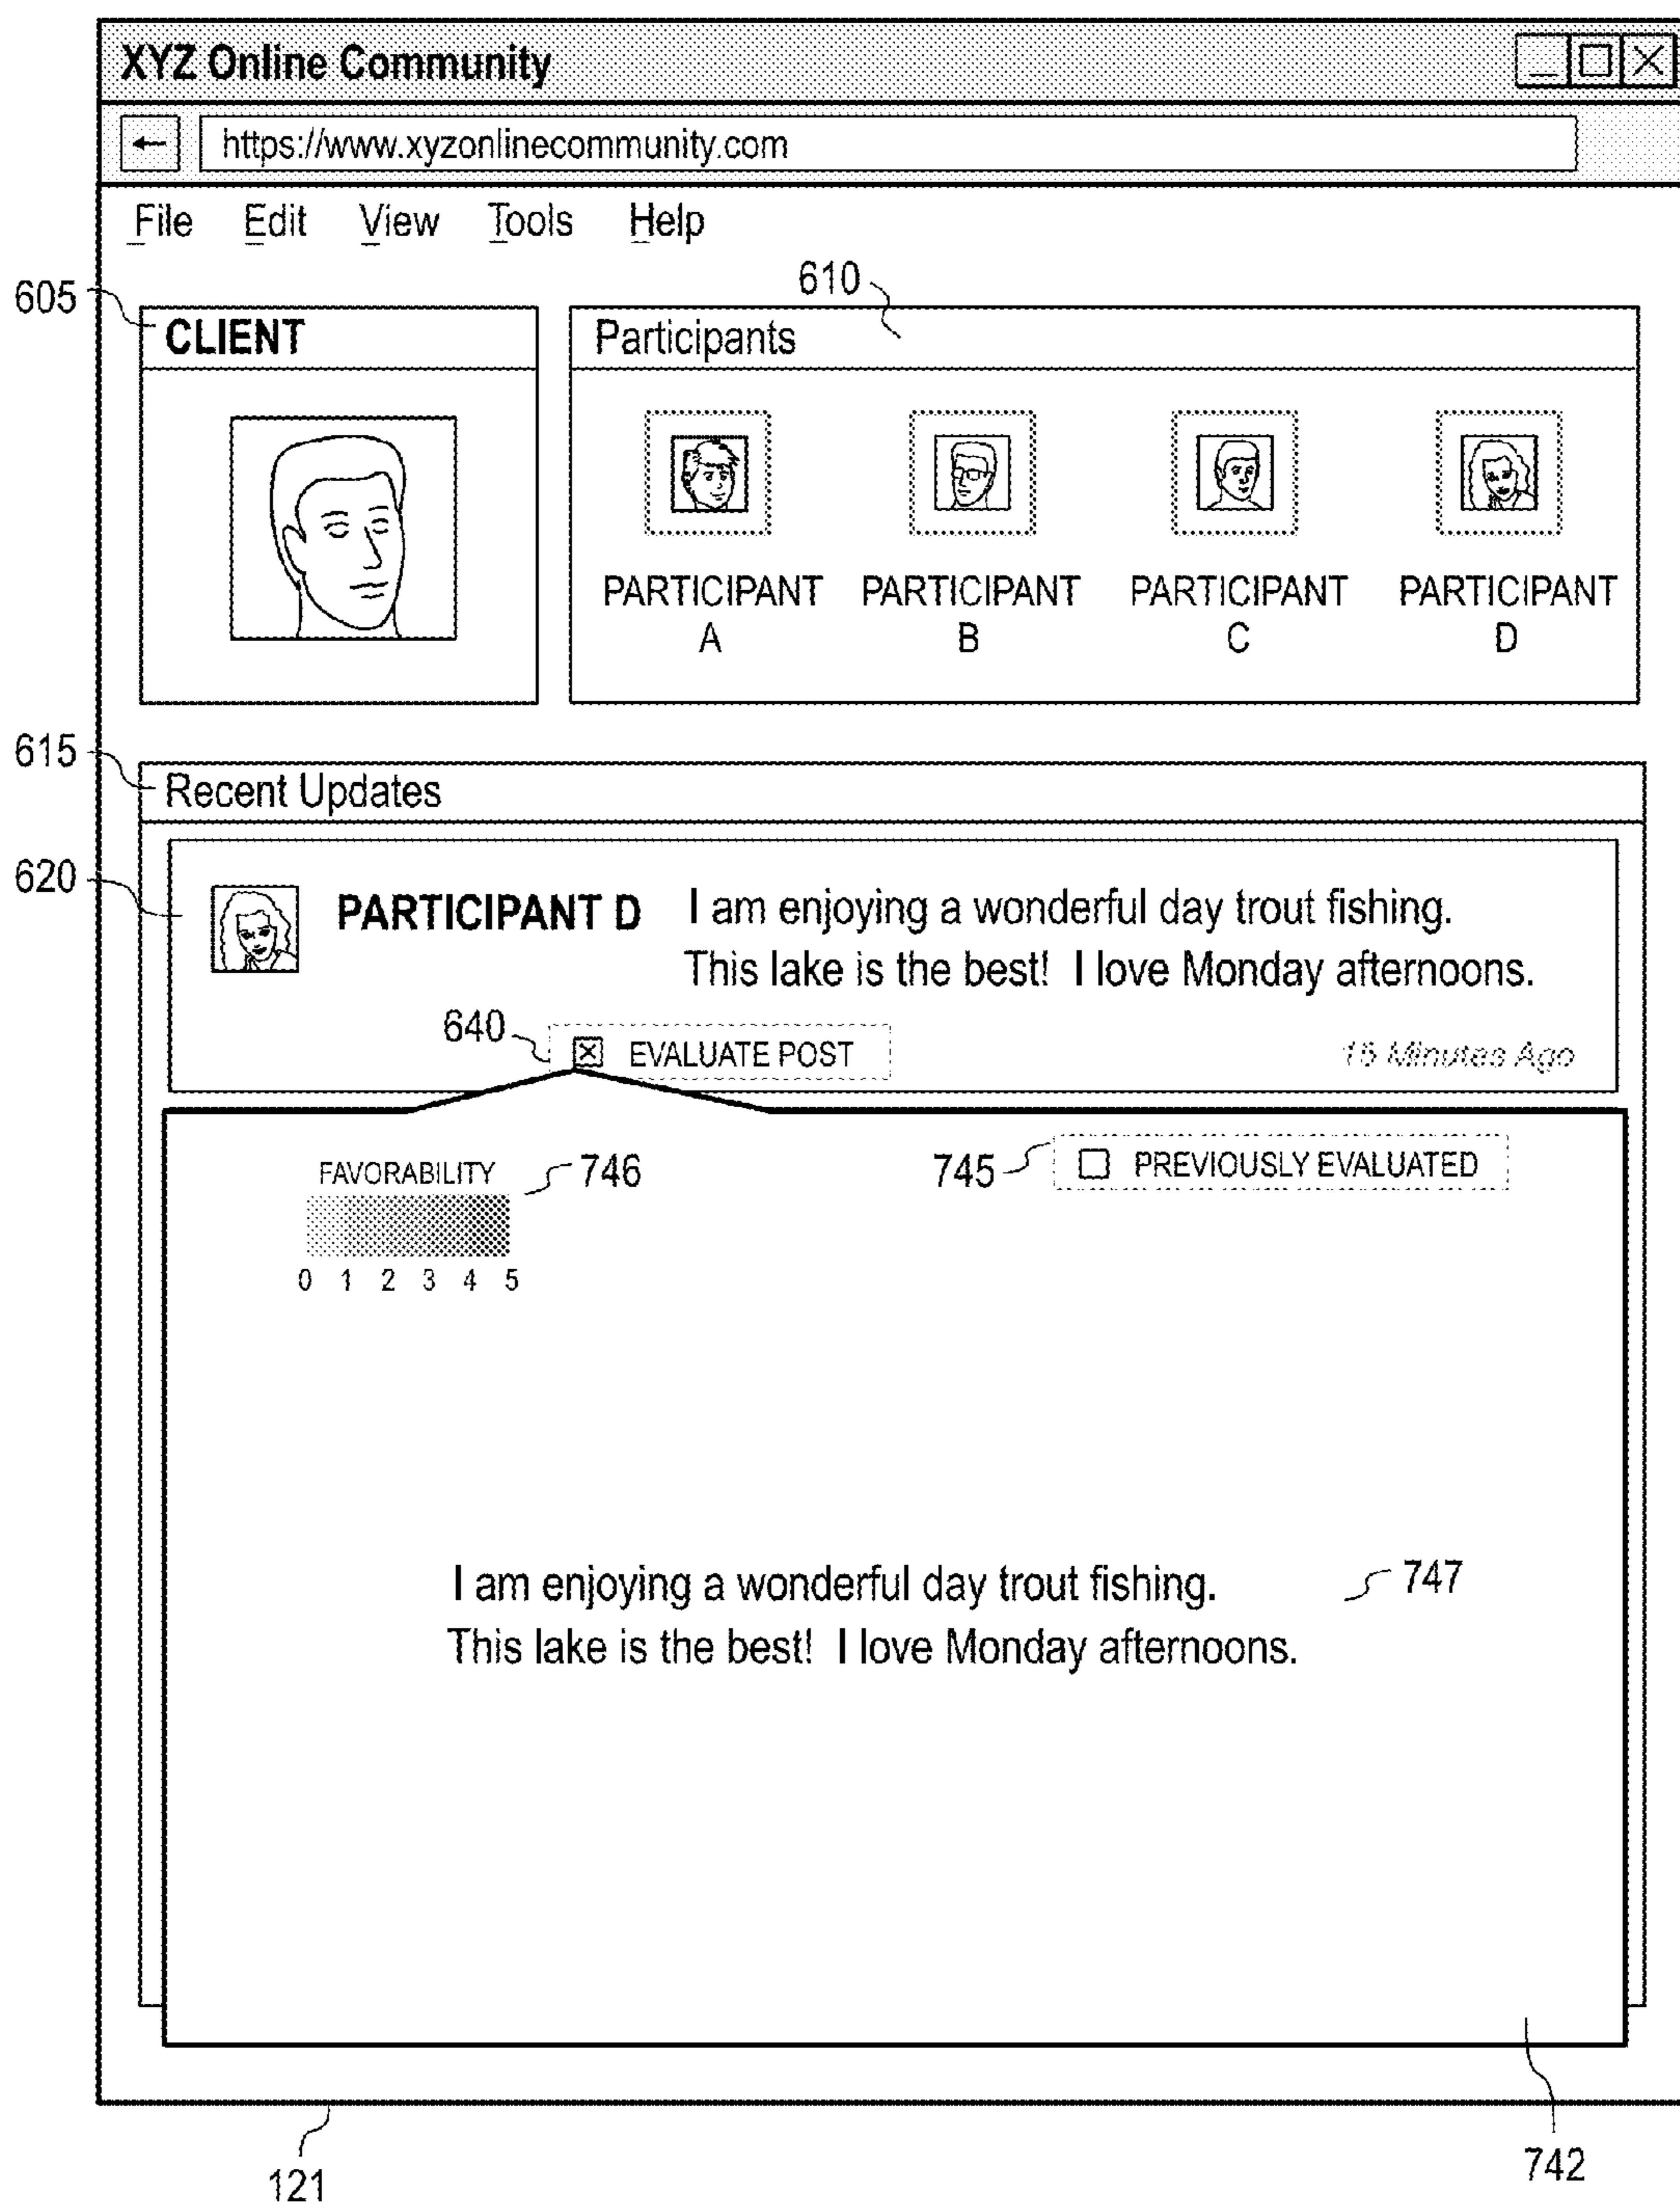 XYZ Online Community
https://www.xyzonlinecommunity.com
File Edit View Tools Help
605
610
CLIENT
Participants
PARTICIPANT A
PARTICIPANT B
PARTICIPANT C
PARTICIPANT D
615
Recent Updates
620
PARTICIPANT D
I am enjoying a wonderful day trout fishing.
This lake is the best! I love Monday afternoons.
640
EVALUATE POST
15 Minutes Ago
FAVORABILITY
746
745
PREVIOUSLY EVALUATED
0 1 2 3 4 5
I am enjoying a wonderful day trout fishing.
747
This lake is the best! I love Monday afternoons.
121
742